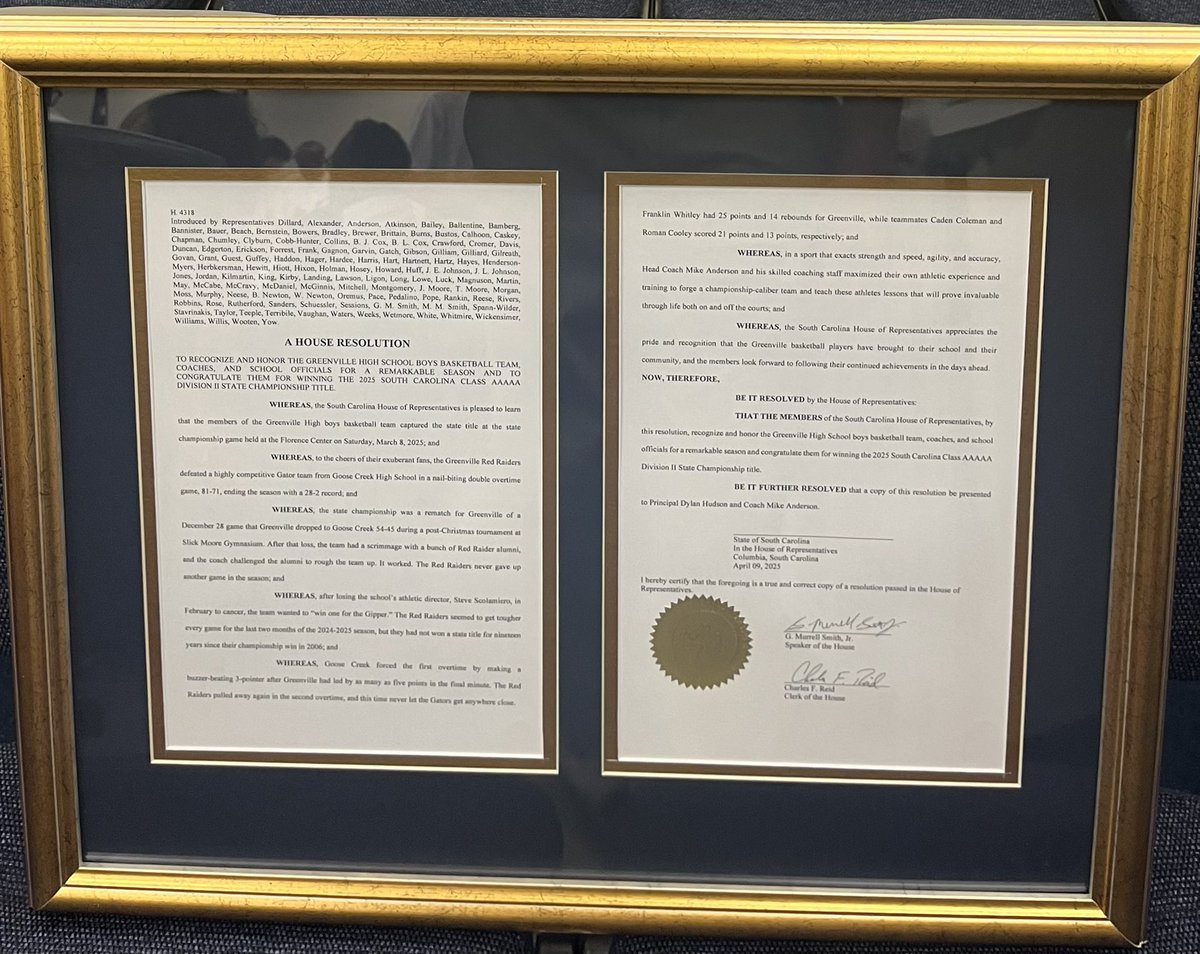 H. 4318
Introduced by Representatives Dillard, Alexander, Anderson, Atkinson, Bailey, Ballentine, Bamberg,
Bannister, Bauer, Beach, Bernstein, Bowers, Bradley, Brewer, Brittain, Burns, Bustos, Calhoon, Caskey,
Chapman, Chumley, Clyburn, Cobb-Hunter, Collins, B. J. Cox, B. L. Cox, Crawford, Cromer, Davis,
Duncan, Edgerton, Erickson, Forrest, Frank, Gagnon, Garvin, Gatch, Gibson, Gilliam, Gilliard, Gilreath,
Govan, Grant, Guest, Guffey, Haddon, Hager, Hardee, Harris, Hart, Hartnett, Hartz, Hayes, Henderson-
Myers, Herbkersman, Hewitt, Hiott, Hixon, Holman, Hosey, Howard, Huff, J. E. Johnson, J. L. Johnson,
Jones, Jordan, Kilmartin, King, Kirby, Landing, Lawson, Ligon, Long, Lowe, Luck, Magnuson, Martin,
May, McCabe, McCravy, McDaniel, McGinnis, Mitchell, Montgomery, J. Moore, T. Moore, Morgan,
Moss, Murphy, Neese, B. Newton, W. Newton, Oremus, Pace, Pedalino, Pope, Rankin, Reese, Rivers,
Robbins, Rose, Rutherford, Sanders, Schuessler, Sessions, G. M. Smith, M. M. Smith, Spann-Wilder,
Stavrinakis, Taylor, Teeple, Terribile, Vaughan, Waters, Weeks, Wetmore, White, Whitmire, Wickensimer,
Williams, Willis, Wooten, Yow.
A HOUSE RESOLUTION
TO RECOGNIZE AND HONOR THE GREENVILLE HIGH SCHOOL BOYS BASKETBALL TEAM,
COACHES, AND SCHOOL OFFICIALS FOR A REMARKABLE SEASON AND TO
CONGRATULATE THEM FOR WINNING THE 2025 SOUTH CAROLINA CLASS AAAAA
DIVISION II STATE CHAMPIONSHIP TITLE.
WHEREAS, the South Carolina House of Representatives is pleased to learn
that the members of the Greenville High boys basketball team captured the state title at the state
championship game held at the Florence Center on Saturday, March 8, 2025; and
WHEREAS, to the cheers of their exuberant fans, the Greenville Red Raiders
defeated a highly competitive Gator team from Goose Creek High School in a nail-biting double overtime
game, 81-71, ending the season with a 28-2 record; and
WHEREAS, the state championship was a rematch for Greenville of a
December 28 game that Greenville dropped to Goose Creek 54-45 during a post-Christmas tournament at
Slick Moore Gymnasium. After that loss, the team had a scrimmage with a bunch of Red Raider alumni,
and the coach challenged the alumni to rough the team up. It worked. The Red Raiders never gave up
another game in the season; and
WHEREAS, after losing the school's athletic director, Steve Scolamiero, in
February to cancer, the team wanted to "win one for the Gipper." The Red Raiders seemed to get tougher
every game for the last two months of the 2024-2025 season, but they had not won a state title for nineteen
years since their championship win in 2006; and
WHEREAS, Goose Creek forced the first overtime by making a
buzzer-beating 3-pointer after Greenville had led by as many as five points in the final minute. The Red
Raiders pulled away again in the second overtime, and this time never let the Gators get anywhere close.
Franklin Whitley had 25 points and 14 rebounds for Greenville, while teammates Caden Coleman and
Roman Cooley scored 21 points and 13 points, respectively; and
WHEREAS, in a sport that exacts strength and speed, agility, and accuracy,
Head Coach Mike Anderson and his skilled coaching staff maximized their own athletic experience and
training to forge a championship-caliber team and teach these athletes lessons that will prove invaluable
through life both on and off the courts; and
WHEREAS, the South Carolina House of Representatives appreciates the
pride and recognition that the Greenville basketball players have brought to their school and their
community, and the members look forward to following their continued achievements in the days ahead.
NOW, THEREFORE,
BE IT RESOLVED by the House of Representatives:
THAT THE MEMBERS of the South Carolina House of Representatives, by
this resolution, recognize and honor the Greenville High School boys basketball team, coaches, and school
officials for a remarkable season and congratulate them for winning the 2025 South Carolina Class AAAAA
Division II State Championship title.
BE IT FURTHER RESOLVED that a copy of this resolution be presented
to Principal Dylan Hudson and Coach Mike Anderson.
State of South Carolina
In the House of Representatives
Columbia, South Carolina
April 09, 2025
I hereby certify that the foregoing is a true and correct copy of a resolution passed in the House of
Representatives.
G. Murrell Smith, Jr.
Speaker of the House
Charles F. Reid
Charles F. Reid
Clerk of the House